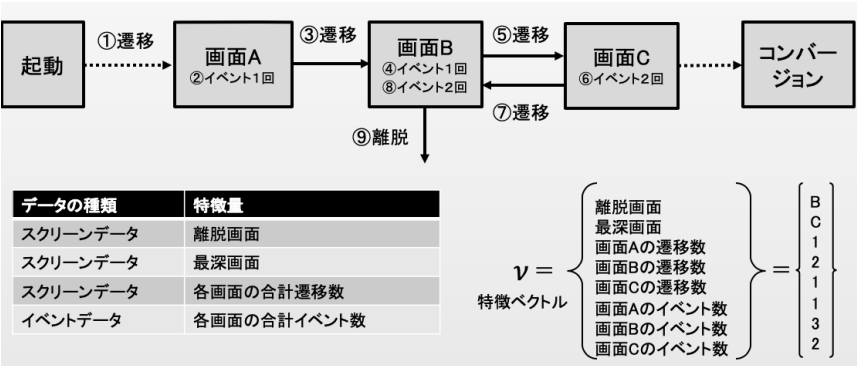 起動
①遷移
画面A
②イベント1回
③遷移
画面B
④イベント1回
⑧イベント2回
⑤遷移
⑦遷移
画面C
⑥イベント2回
コンバー
ジョン
⑨離脱
データの種類 特徴量
スクリーンデータ 離脱画面
スクリーンデータ 最深画面
スクリーンデータ 各画面の合計遷移数
イベントデータ 各画面の合計イベント数
ν =
特徴ベクトル
離脱画面
最深画面
画面Aの遷移数
画面Bの遷移数
画面Cの遷移数
画面Aのイベント数
画面Bのイベント数
画面Cのイベント数
=
B
C
1
2
1
1
3
2